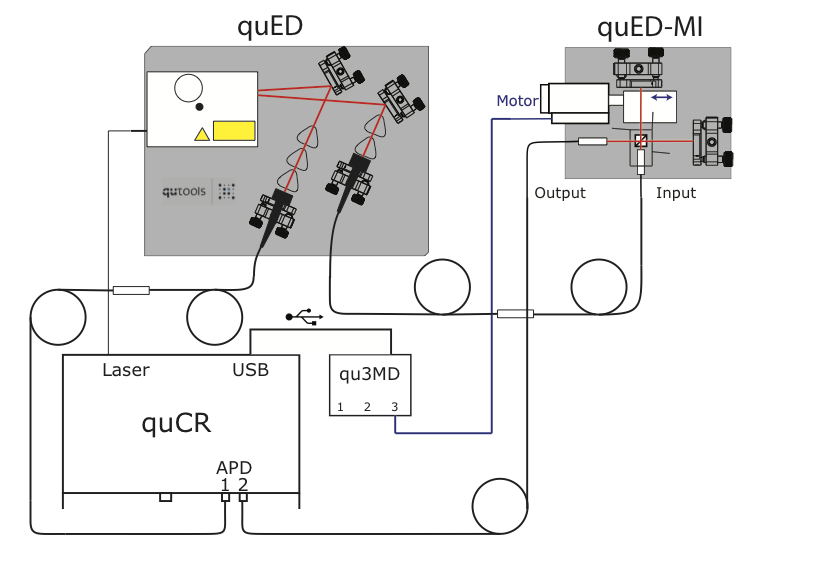 quED
quED-MI
Motor
qutools
Output
Input
Laser
USB
qu3MD
1 2 3
quCR
APD
1 2